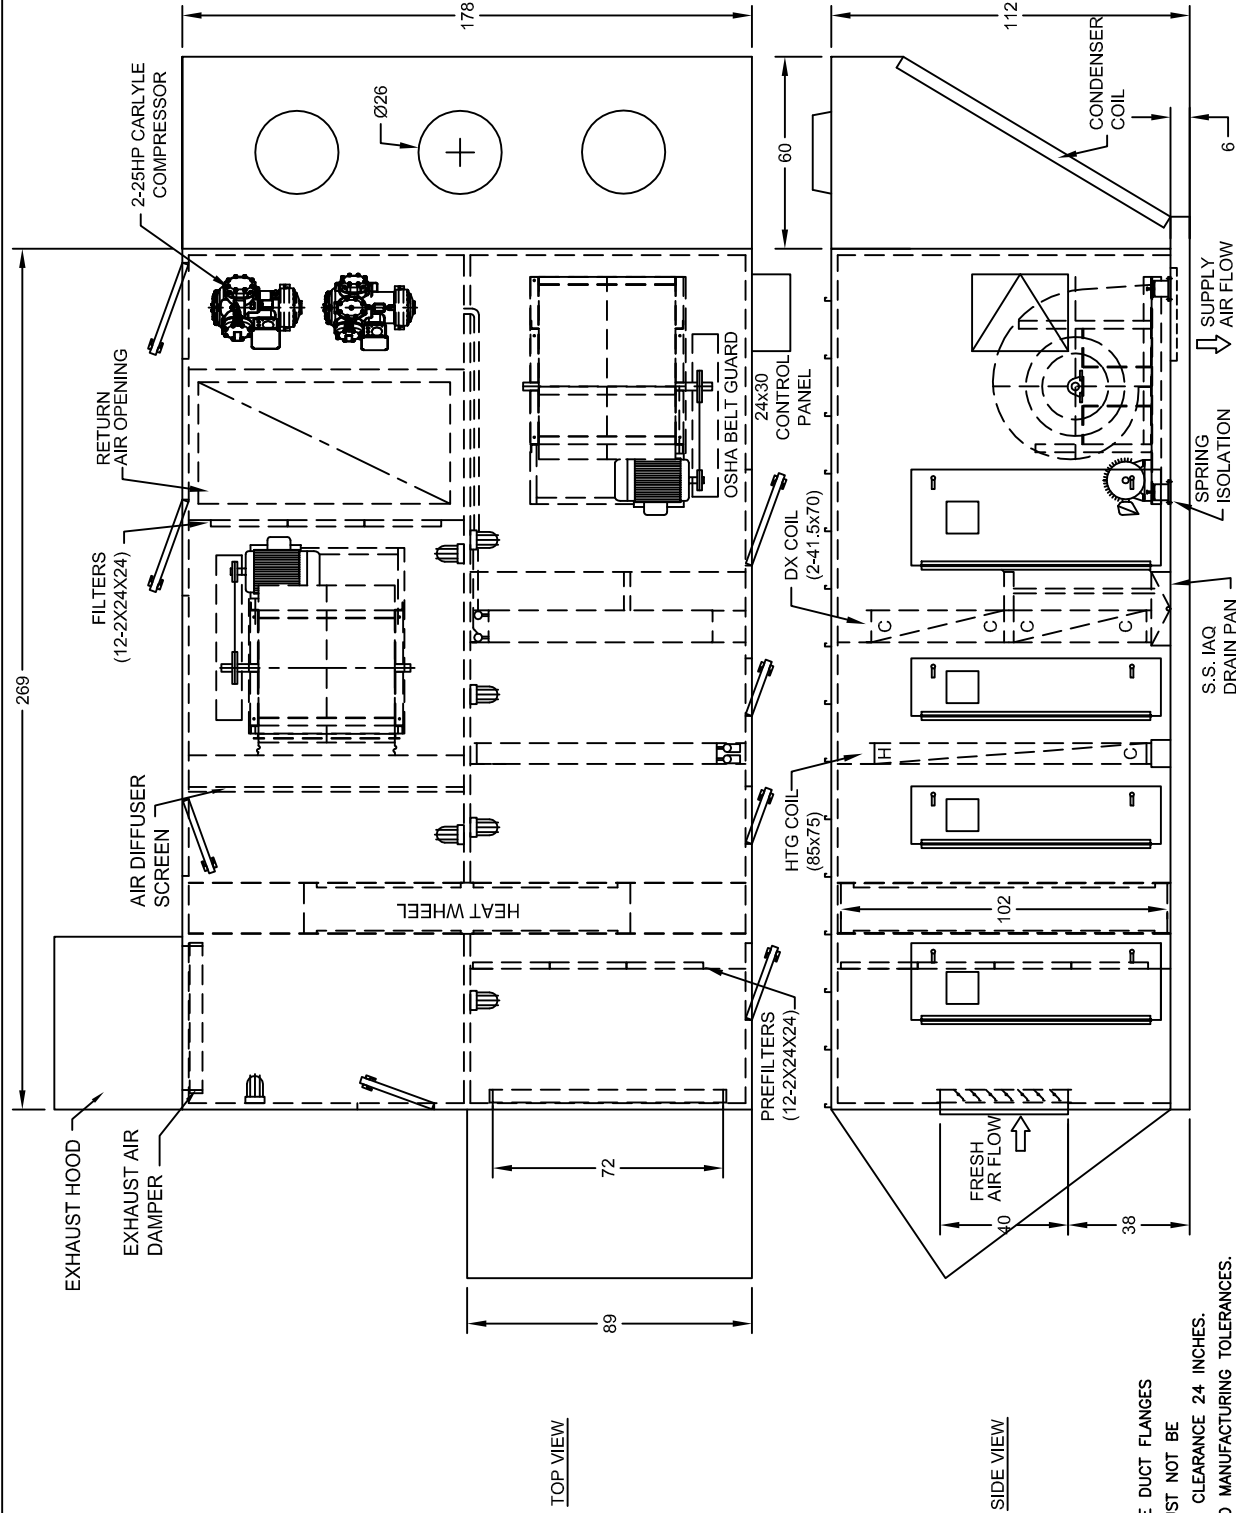 178
2-25HP CARLYLE
COMPRESSOR
Ø26
269
RETURN
AIR OPENING
FILTERS
(12-2X24X24)
AIR DIFFUSER
SCREEN
HEAT WHEEL
EXHAUST HOOD
EXHAUST AIR
DAMPER
PREFILTERS
(12-2X24X24)
72
89
OSHA BELT GUARD
24x30
CONTROL
PANEL
60
TOP VIEW
112
CONDENSER
COIL
6
SUPPLY
AIR FLOW
SPRING
ISOLATION
DX COIL
(2-41.5x70)
C
C
C
C
S.S. IAQ
DRAIN PAN
HTG COIL
(85x75)
H
C
102
FRESH
AIR FLOW
40
38
SIDE VIEW
DUCT FLANGES
NOT BE
CLEARANCE 24 INCHES.
MANUFACTURING TOLERANCES.